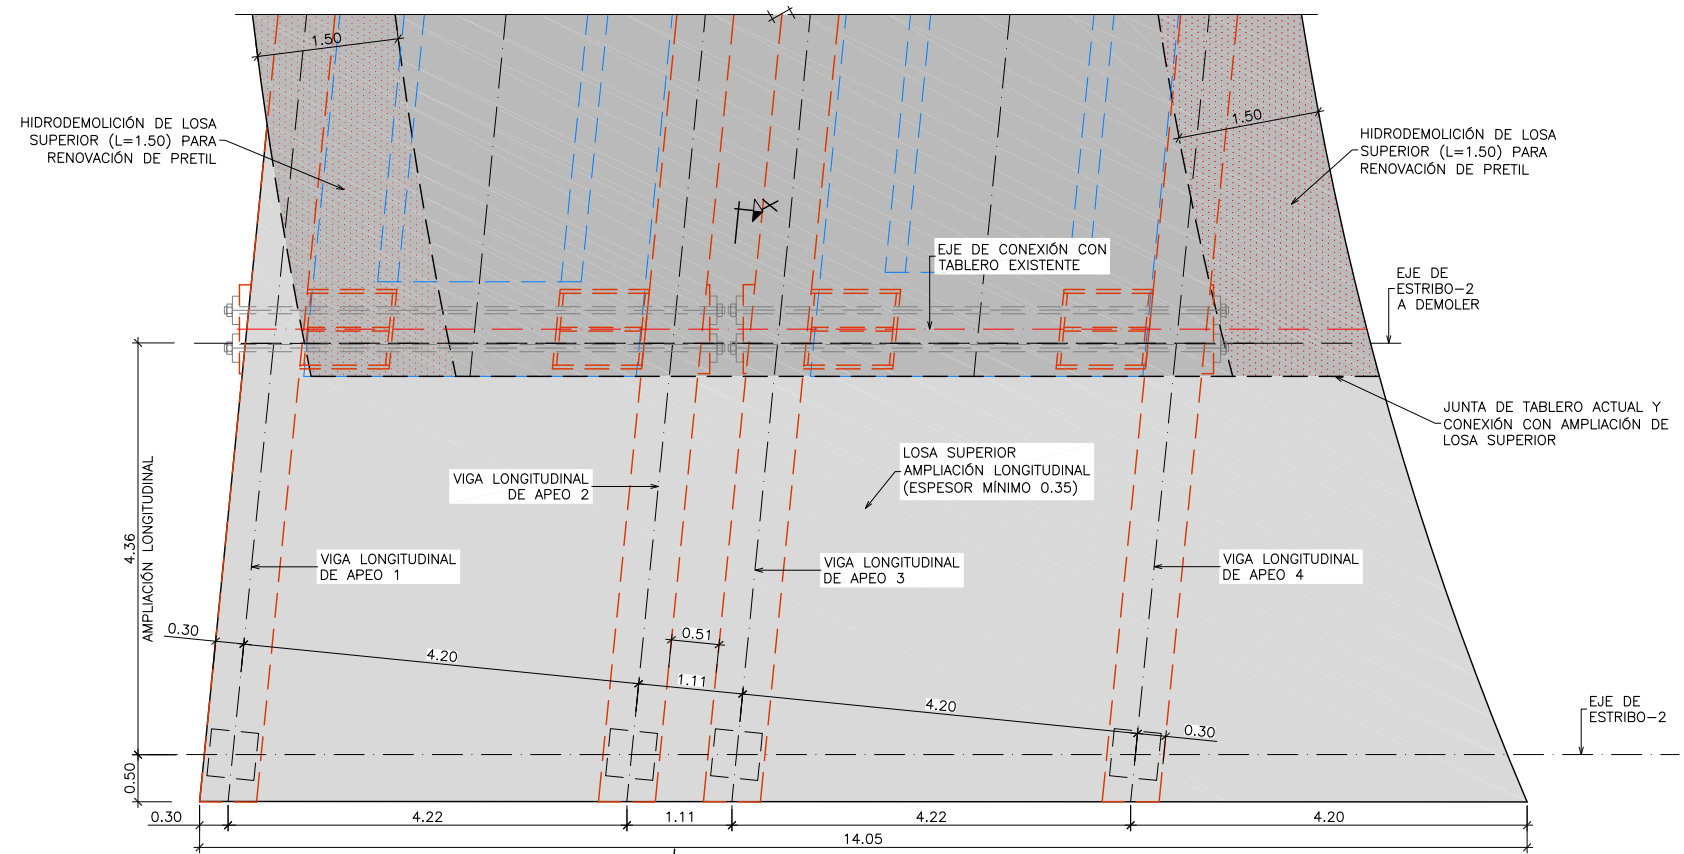 1.50
HIDRODEMOLICIÓN DE LOSA
SUPERIOR (L=1.50) PARA
RENOVACIÓN DE PRETIL
1.50
HIDRODEMOLICIÓN DE LOSA
SUPERIOR (L=1.50) PARA
RENOVACIÓN DE PRETIL
X
EJE DE CONEXIÓN CON
TABLERO EXISTENTE
EJE DE
ESTRIBO-2
A DEMOLER
JUNTA DE TABLERO ACTUAL Y
CONEXIÓN CON AMPLIACIÓN DE
LOSA SUPERIOR
LOSA SUPERIOR
AMPLIACIÓN LONGITUDINAL
(ESPESOR MÍNIMO 0.35)
VIGA LONGITUDINAL
DE APEO 2
4.36
AMPLIACIÓN LONGITUDINAL
VIGA LONGITUDINAL
DE APEO 1
VIGA LONGITUDINAL
DE APEO 3
VIGA LONGITUDINAL
DE APEO 4
0.30
4.20
0.51
1.11
4.20
0.30
EJE DE
ESTRIBO-2
0.50
0.30
4.22
1.11
4.22
4.20
14.05